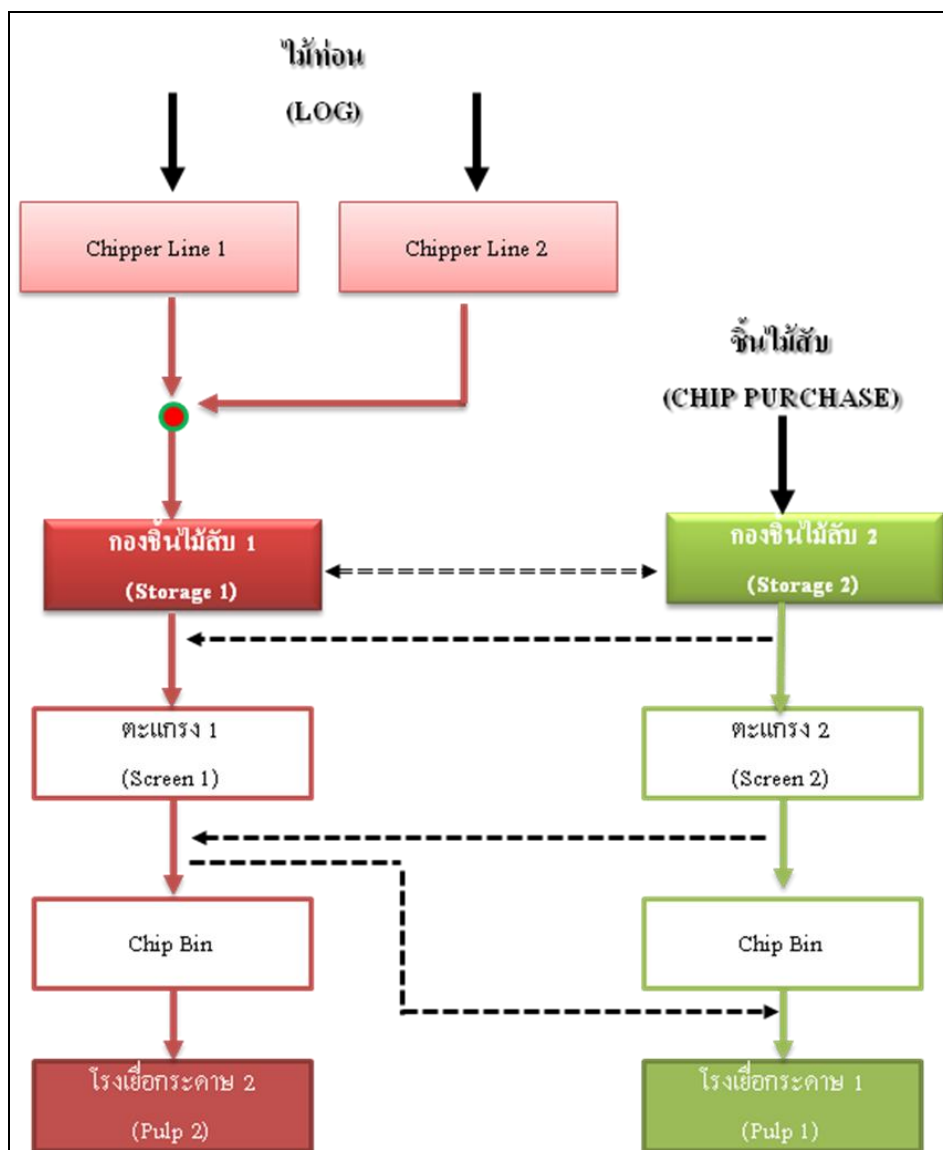 ไม้ท่อน
(LOG)
Chipper Line 1
Chipper Line 2
ชิ้นไม้สับ
(CHIP PURCHASE)
กองชิ้นไม้สับ 1
(Storage 1)
กองชิ้นไม้สับ 2
(Storage 2)
ตะแกรง 1
(Screen 1)
ตะแกรง 2
(Screen 2)
Chip Bin
Chip Bin
โรงเยื่อกระดาษ 2
(Pulp 2)
โรงเยื่อกระดาษ 1
(Pulp 1)